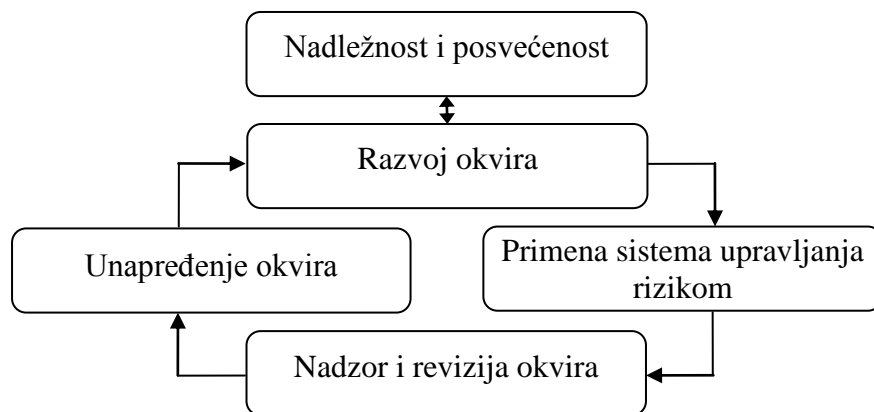 Nadležnost i posvećenost
Razvoj okvira
Unapređenje okvira
Primena sistema upravljanja
rizikom
Nadzor i revizija okvira